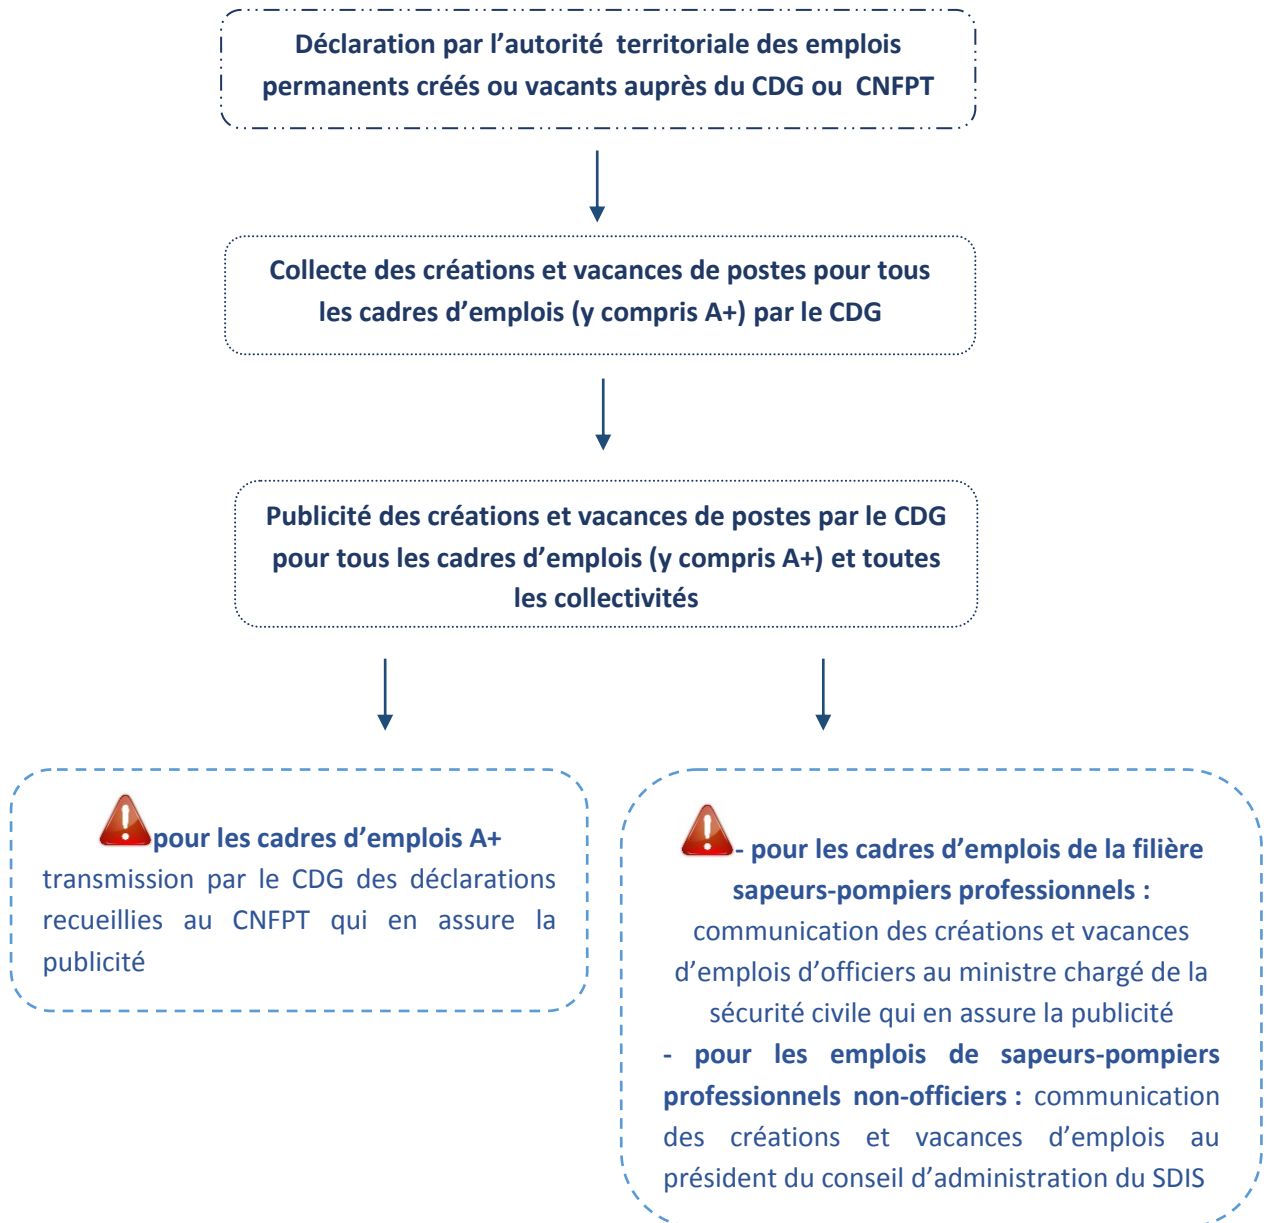 Déclaration par l’autorité territoriale des emplois
permanents créés ou vacants auprès du CDG ou CNFPT
Collecte des créations et vacances de postes pour tous
les cadres d’emplois (y compris A+) par le CDG
Publicité des créations et vacances de postes par le CDG
pour tous les cadres d’emplois (y compris A+) et toutes
les collectivités
pour les cadres d’emplois A+
transmission par le CDG des déclarations
recueillies au CNFPT qui en assure la
publicité
- pour les cadres d’emplois de la filière
sapeurs-pompiers professionnels :
communication des créations et vacances
d’emplois d’officiers au ministre chargé de la
sécurité civile qui en assure la publicité
- pour les emplois de sapeurs-pompiers
professionnels non-officiers : communication
des créations et vacances d’emplois au
président du conseil d’administration du SDIS